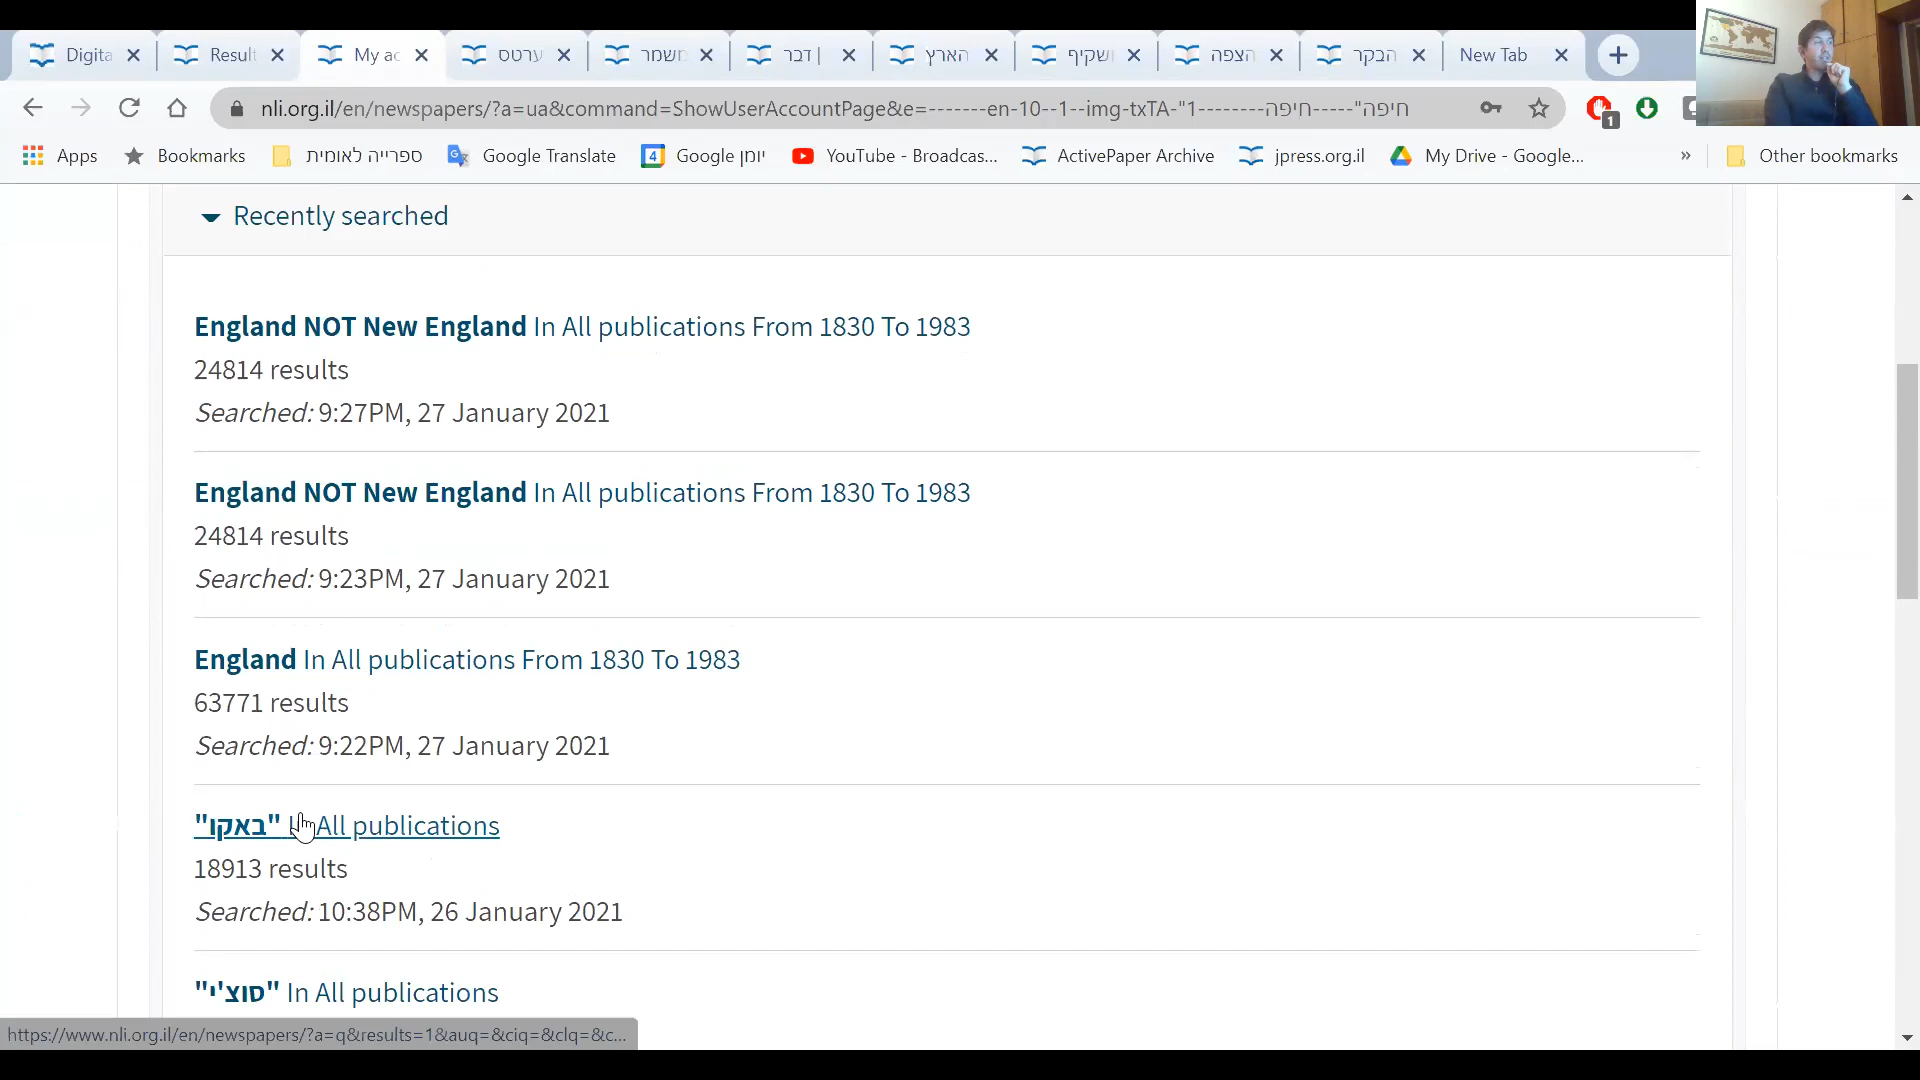 Digita Result My ac ערטס משמר דבר | הארץ משקיף הצפה הבקר New Tab
nli.org.il/en/newspapers/?a=ua&command=ShowUserAccountPage&e=-------en-10--1--img-txTA-"1--------חיפה-----"חיפה
1
Apps Bookmarks ספרייה לאומית Google Translate 4 יומן Google YouTube - Broadcas... ActivePaper Archive jpress.org.il My Drive - Google... » Other bookmarks
Recently searched
England NOT New England In All publications From 1830 To 1983
24814 results
Searched: 9:27PM, 27 January 2021
England NOT New England In All publications From 1830 To 1983
24814 results
Searched: 9:23PM, 27 January 2021
England In All publications From 1830 To 1983
63771 results
Searched: 9:22PM, 27 January 2021
"באקו" In All publications
18913 results
Searched: 10:38PM, 26 January 2021
"סוצ'י" In All publications
https://www.nli.org.il/en/newspapers/?a=q&results=1&auq=&ciq=&clq=&c...